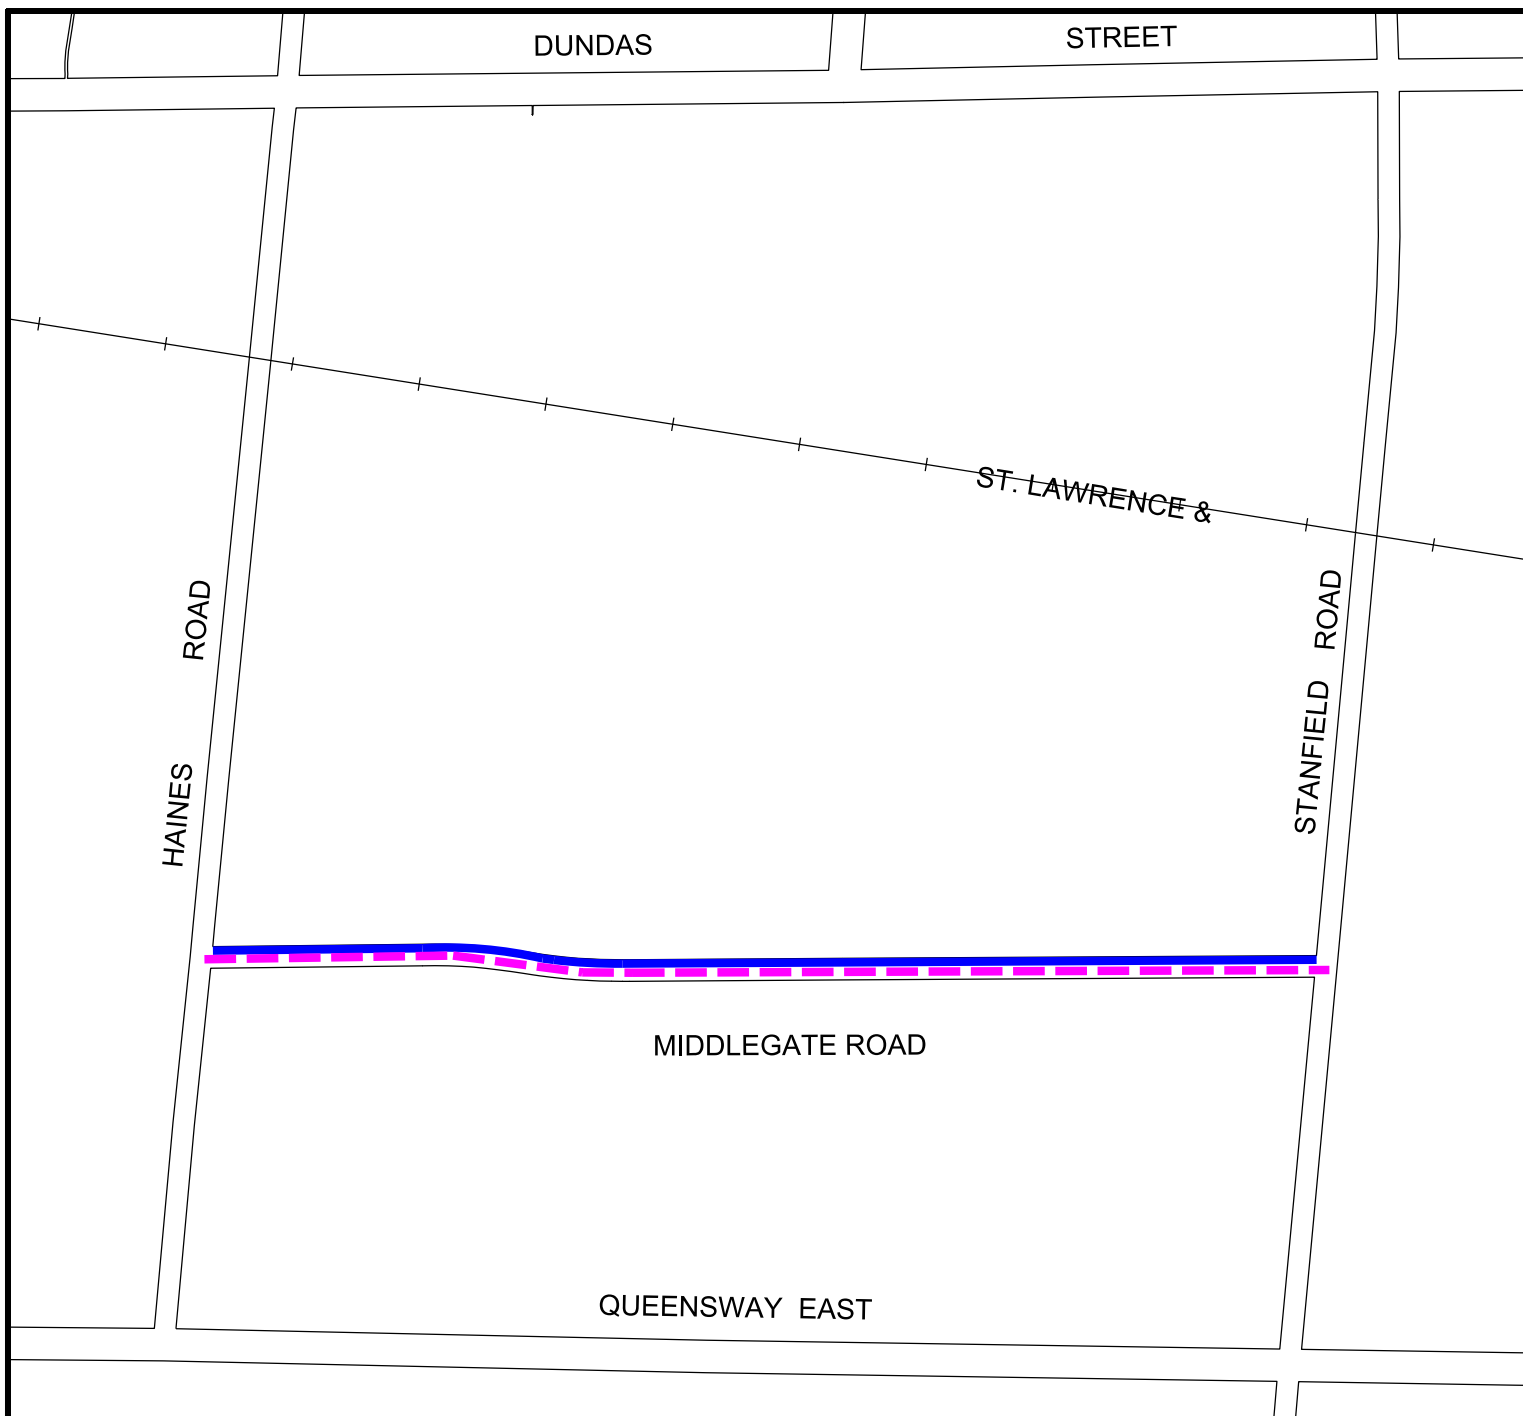 DUNDAS STREET
ST. LAWRENCE &
HAINES ROAD
STANFIELD ROAD
MIDDLEGATE ROAD
QUEENSWAY EAST